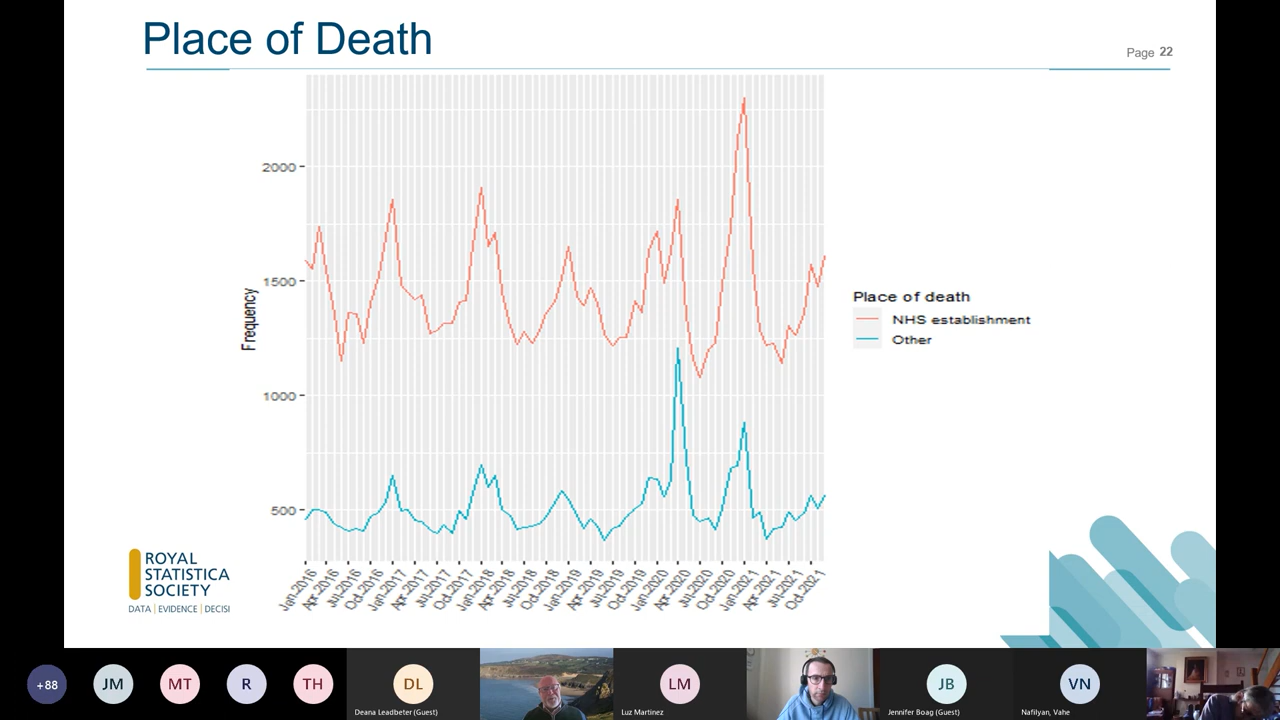 Place of Death
Page 22
2000
1500
1000
500
Frequency
Jan-2016
Apr-2016
Jul-2016
Oct-2016
Jan-2017
Apr-2017
Jul-2017
Oct-2017
Jan-2018
Apr-2018
Jul-2018
Oct-2018
Jan-2019
Apr-2019
Jul-2019
Oct-2019
Jan-2020
Apr-2020
Jul-2020
Oct-2020
Jan-2021
Apr-2021
Jul-2021
Oct-2021
Place of death
NHS establishment
Other
ROYAL
STATISTICA
SOCIETY
DATA | EVIDENCE | DECISI
+88
JM
MT
R
TH
DL
Deana Leadbeter (Guest)
LM
Luz Martinez
JB
Jennifer Boag (Guest)
VN
Nafilyan, Vahe